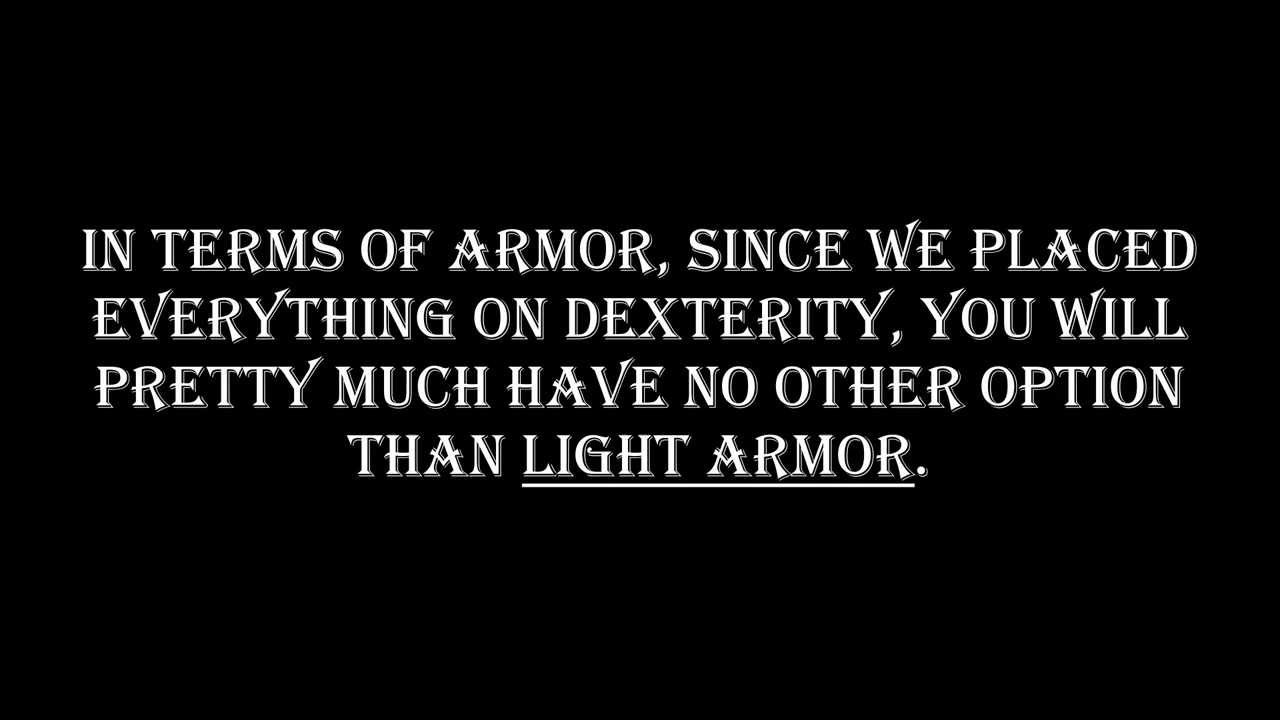 IN TERMS OF ARMOR, SINCE WE PLACED
EVERYTHING ON DEXTERITY, YOU WILL
PRETTY MUCH HAVE NO OTHER OPTION
THAN LIGHT ARMOR.